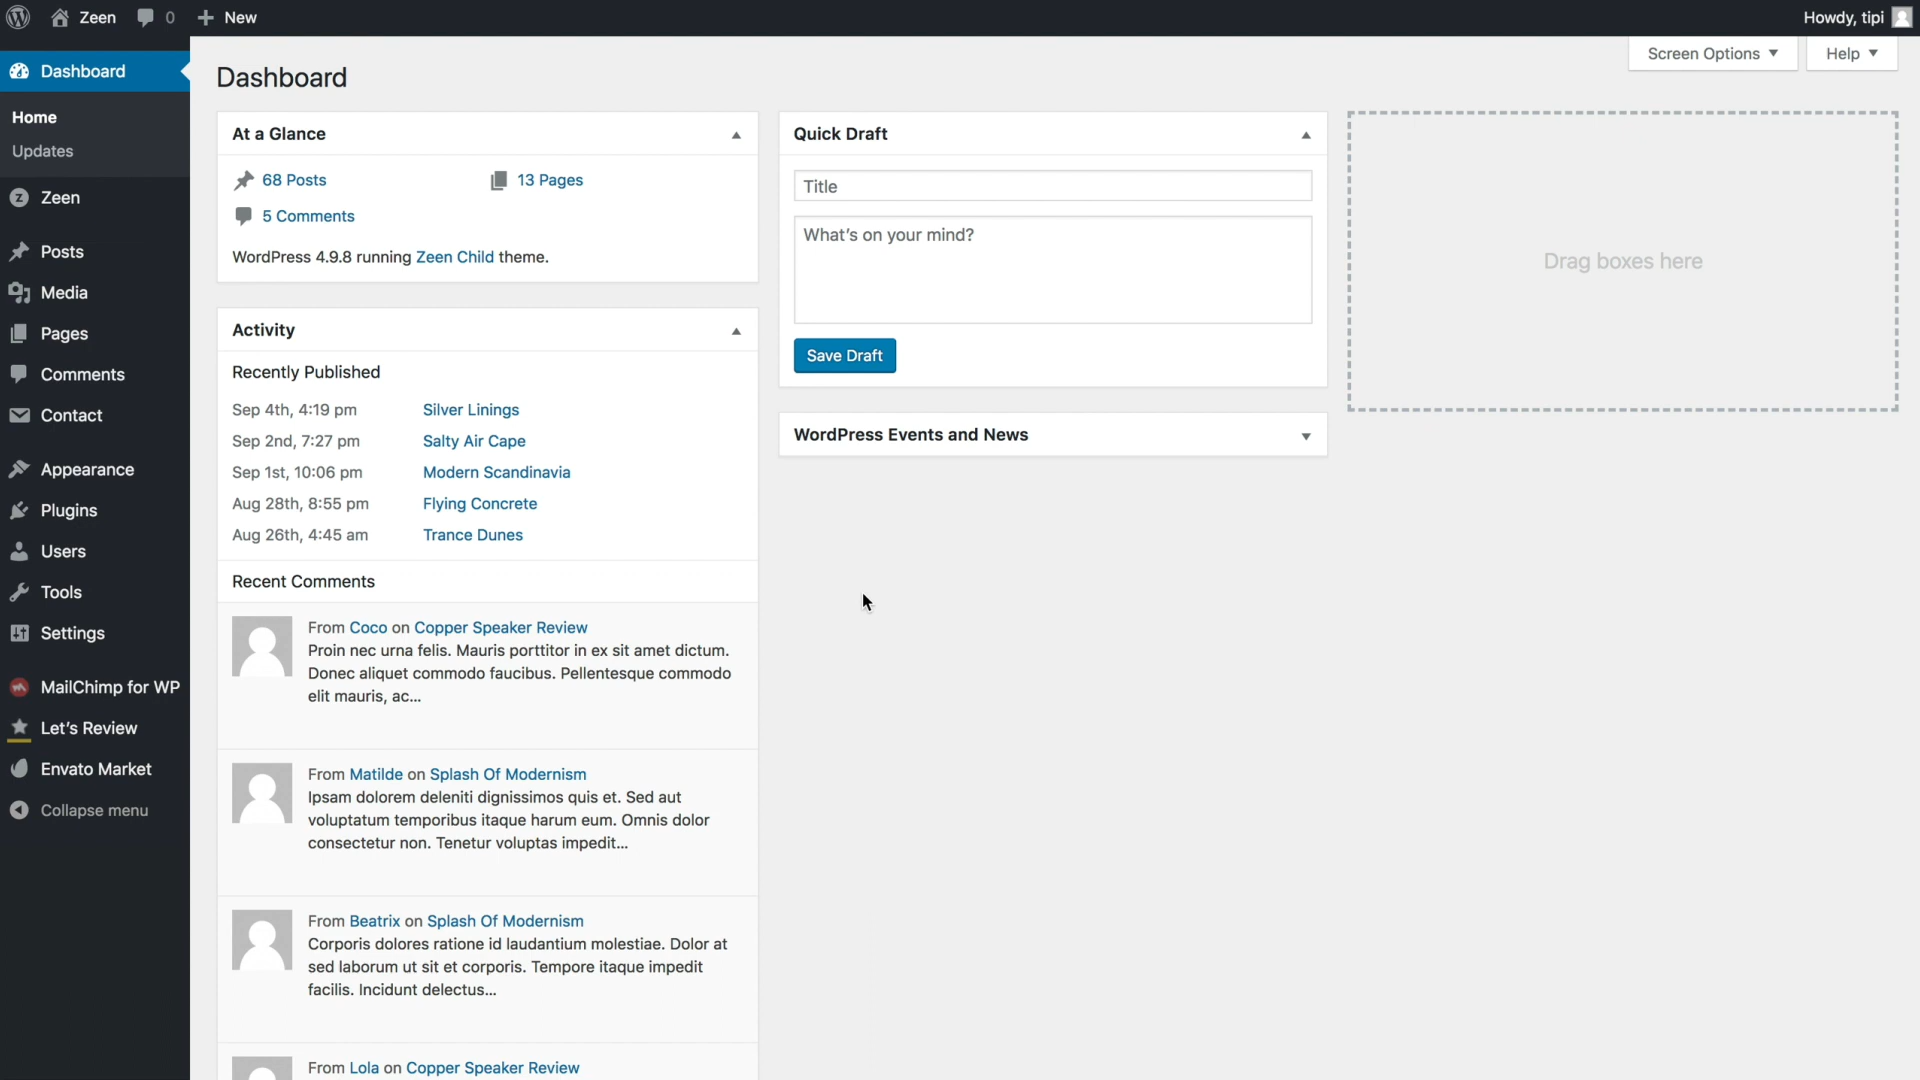 Zeen 0 New Howdy, tipi
Screen Options Help
Dashboard
Home
Updates
Zeen
Posts
Media
Pages
Comments
Contact
Appearance
Plugins
Users
Tools
Settings
MailChimp for WP
Let's Review
Envato Market
Collapse menu
Dashboard
At a Glance
68 Posts 13 Pages
5 Comments
WordPress 4.9.8 running Zeen Child theme.
Activity
Recently Published
Sep 4th, 4:19 pm Silver Linings
Sep 2nd, 7:27 pm Salty Air Cape
Sep 1st, 10:06 pm Modern Scandinavia
Aug 28th, 8:55 pm Flying Concrete
Aug 26th, 4:45 am Trance Dunes
Recent Comments
From Coco on Copper Speaker Review
Proin nec urna felis. Mauris porttitor in ex sit amet dictum.
Donec aliquet commodo faucibus. Pellentesque commodo
elit mauris, ac...
From Matilde on Splash Of Modernism
Ipsam dolorem deleniti dignissimos quis et. Sed aut
voluptatum temporibus itaque harum eum. Omnis dolor
consectetur non. Tenetur voluptas impedit...
From Beatrix on Splash Of Modernism
Corporis dolores ratione id laudantium molestiae. Dolor at
sed laborum ut sit et corporis. Tempore itaque impedit
facilis. Incidunt delectus...
From Lola on Copper Speaker Review
Quick Draft
Title
What's on your mind?
Save Draft
WordPress Events and News
Drag boxes here